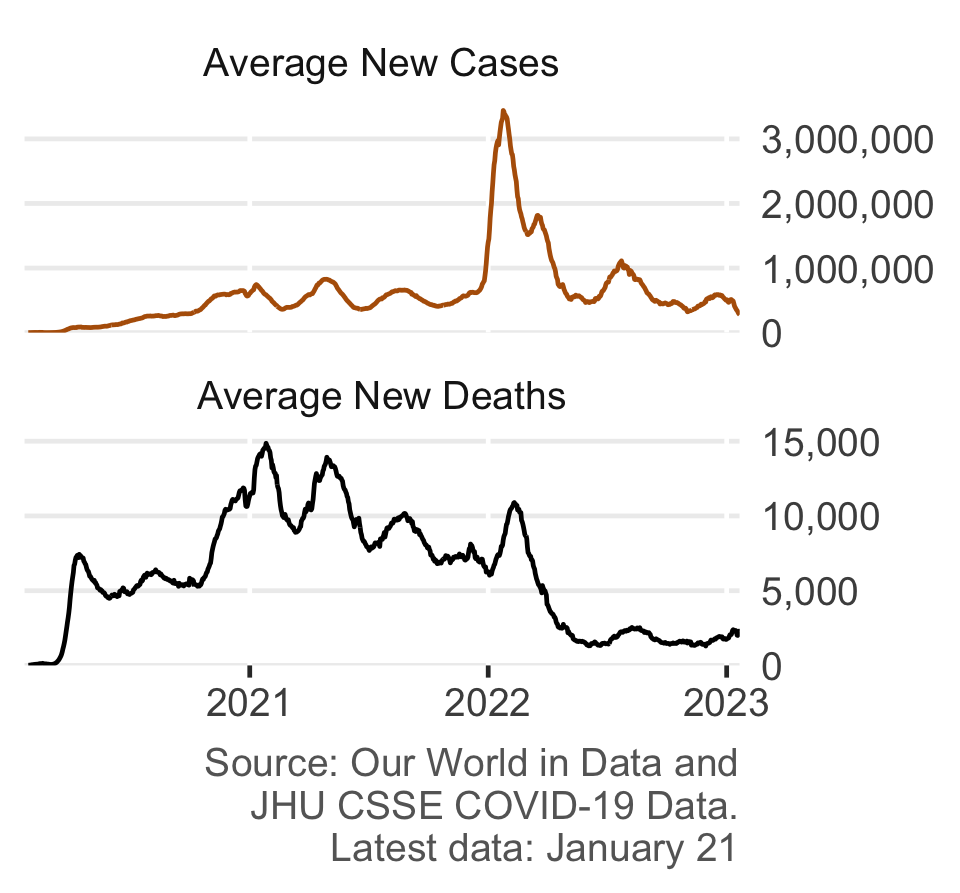 Average New Cases
3,000,000
2,000,000
1,000,000
0
Average New Deaths
15,000
10,000
5,000
0
2021 2022 2023
Source: Our World in Data and
JHU CSSE COVID-19 Data.
Latest data: January 21